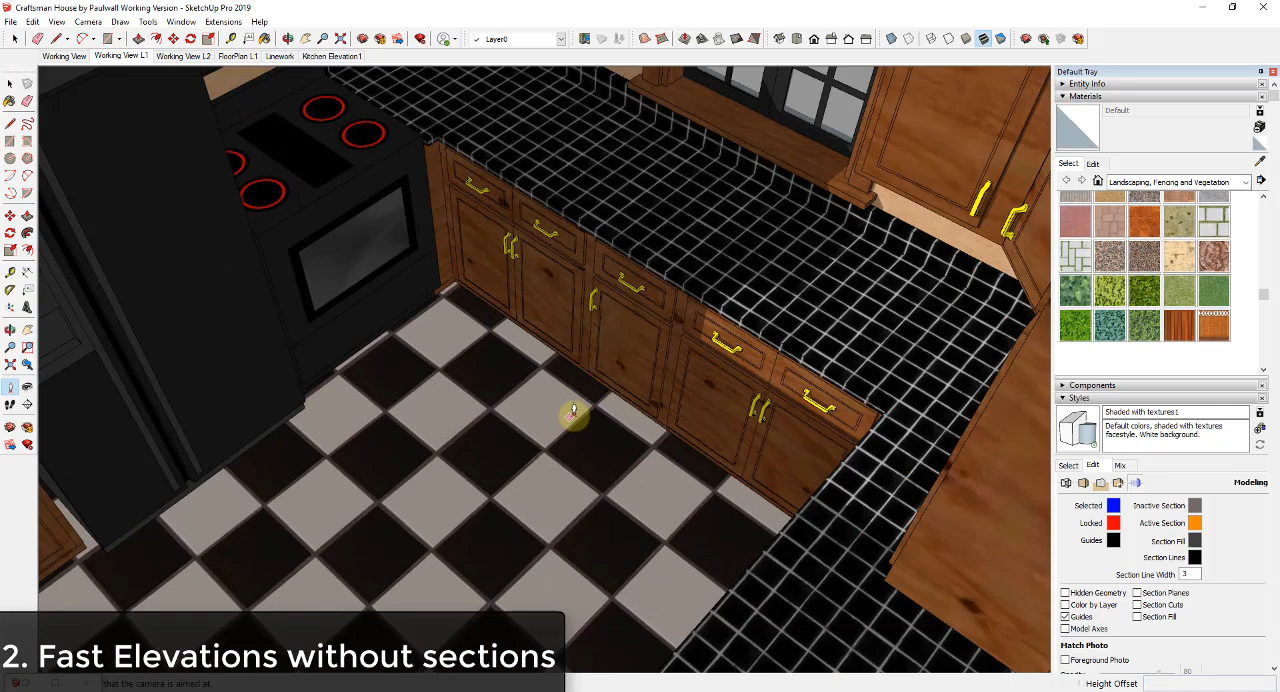 Craftsman House by Paulwall Working Version - SketchUp Pro 2019
File Edit View Camera Draw Tools Window Extensions Help
Layer0
Working View Working View L1 Working View L2 FloorPlan L1 Linework Kitchen Elevation1
Default Tray
Entity Info
Materials
Default
Select Edit
Landscaping, Fencing and Vegetation
Components
Styles
Shaded with textures1
Default colors, shaded with textures
facestyle. White background.
Select Edit Mix
Modeling
Selected Inactive Section
Locked Active Section
Guides Section Fill
Section Lines
Section Line Width 3
Hidden Geometry Section Planes
Color by Layer Section Cuts
Guides Section Fill
Model Axes
Match Photo
Foreground Photo
80
2. Fast Elevations without sections
that the camera is aimed at.
Height Offset